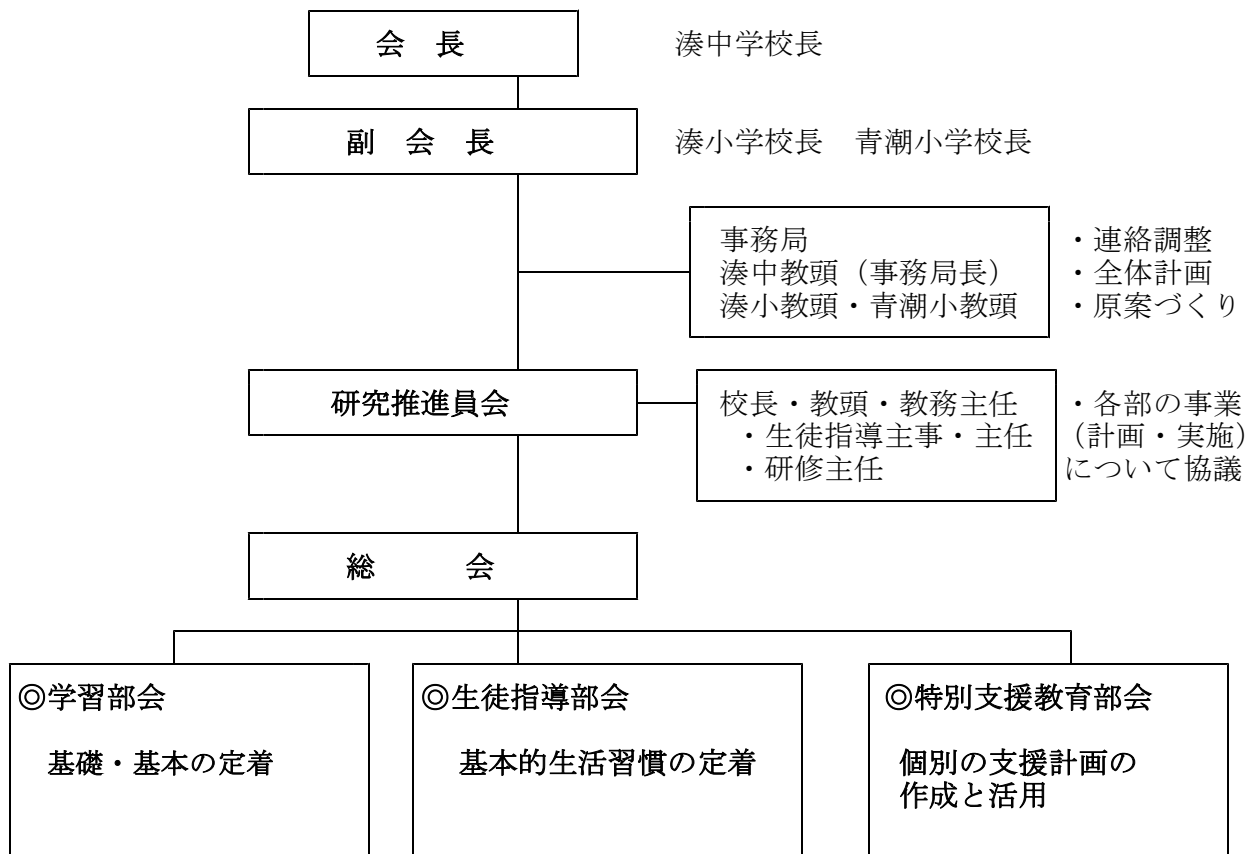 会　長　湊中学校長
副　会　長　湊小学校長　青潮小学校長
事務局
湊中教頭（事務局長）
湊小教頭・青潮小教頭
・連絡調整
・全体計画
・原案づくり
研究推進員会
校長・教頭・教務主任
・生徒指導主事・主任
・研修主任
・各部の事業
（計画・実施）
について協議
総　会
◎学習部会
基礎・基本の定着
◎生徒指導部会
基本的生活習慣の定着
◎特別支援教育部会
個別の支援計画の
作成と活用